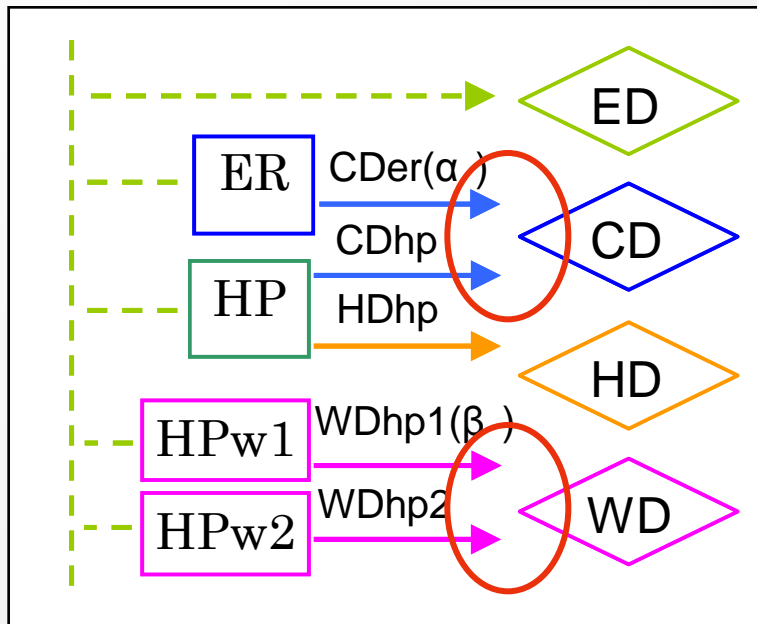 ED
ER
CDer(α )
CDhp
CD
HP
HDhp
HD
HPw1
WDhp1(β )
HPw2
WDhp2
WD